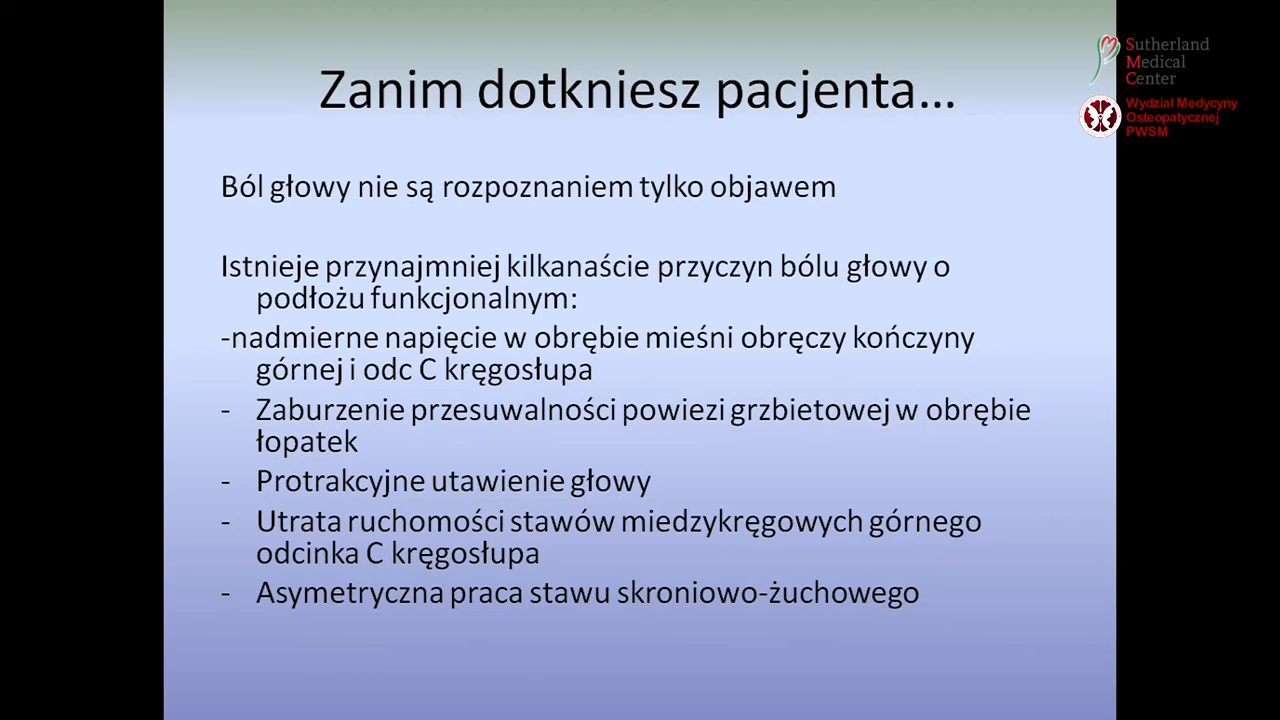 Zanim dotkniesz pacjenta...
Sutherland
Medical
Center
Wydział Medycyny
Osteopatycznej
PWSM
Ból głowy nie są rozpoznaniem tylko objawem
Istnieje przynajmniej kilkanaście przyczyn bólu głowy o
podłożu funkcjonalnym:
-nadmierne napięcie w obrębie mieśni obręczy kończyny
górnej i odc C kręgosłupa
- Zaburzenie przesuwalności powiezi grzbietowej w obrębie
łopatek
- Protrakcyjne utawienie głowy
- Utrata ruchomości stawów miedzykręgowych górnego
odcinka C kręgosłupa
- Asymetryczna praca stawu skroniowo-żuchowego